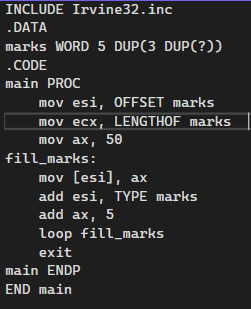 INCLUDE Irvine32.inc
.DATA
marks WORD 5 DUP(3 DUP(?))
.CODE
main PROC
    mov esi, OFFSET marks
    mov ecx, LENGTHOF marks
    mov ax, 50
fill_marks:
    mov [esi], ax
    add esi, TYPE marks
    add ax, 5
    loop fill_marks
    exit
main ENDP
END main